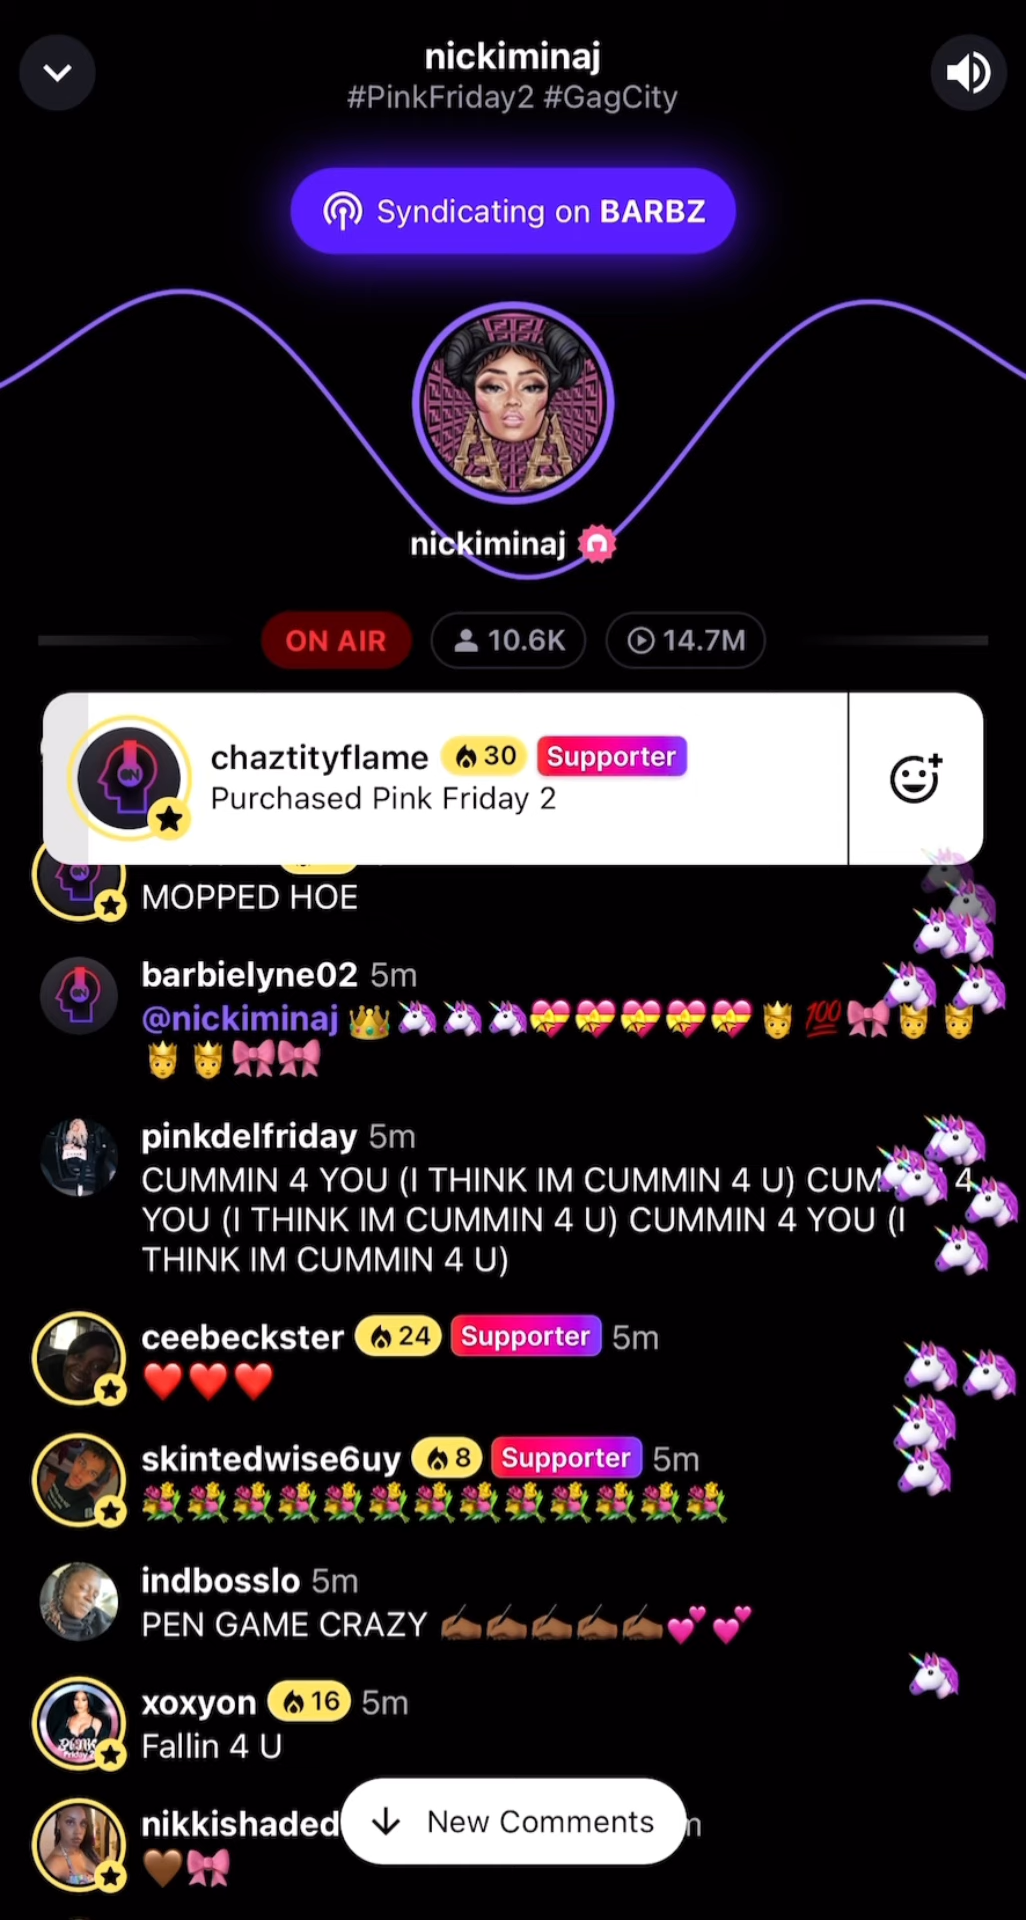 nickiminaj
#PinkFriday2 #GagCity
Syndicating on BARBZ
nickiminaj
ON AIR 10.6K 14.7M
chaztityflame 30 Supporter
Purchased Pink Friday 2
MOPPED HOE
barbielyne02 5m
@nickiminaj 👑🦄🦄🦄💝💝💝💝💝🤴💯🎀🤴🤴
🤴🤴🎀🎀
pinkdelfriday 5m
CUMMIN 4 YOU (I THINK IM CUMMIN 4 U) CUM 4
YOU (I THINK IM CUMMIN 4 U) CUMMIN 4 YOU (I
THINK IM CUMMIN 4 U)
ceebeckster 24 Supporter 5m
❤️❤️❤️
skintedwise6uy 8 Supporter 5m
💐💐💐💐💐💐💐💐💐💐💐💐💐
indbosslo 5m
PEN GAME CRAZY ✍🏾✍🏾✍🏾✍🏾✍🏾💕💕
xoxyon 16 5m
Fallin 4 U
nikkishaded
New Comments
🤎🎀